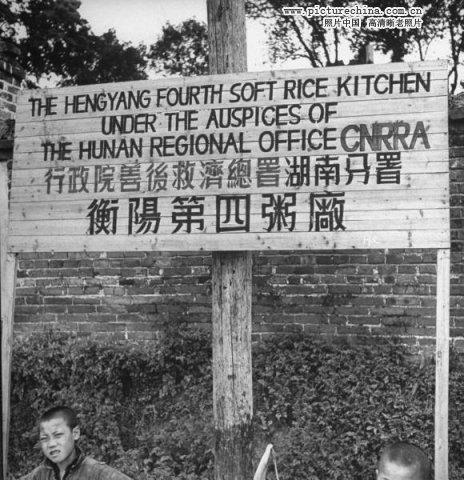 www.picturechina.com.cn
照片中国 高清晰老照片
THE HENGYANG FOURTH SOFT RICE KITCHEN
UNDER THE AUSPICES OF
THE HUNAN REGIONAL OFFICE CNRRA
行政院善後救濟總署湖南分署
衡陽第四粥廠